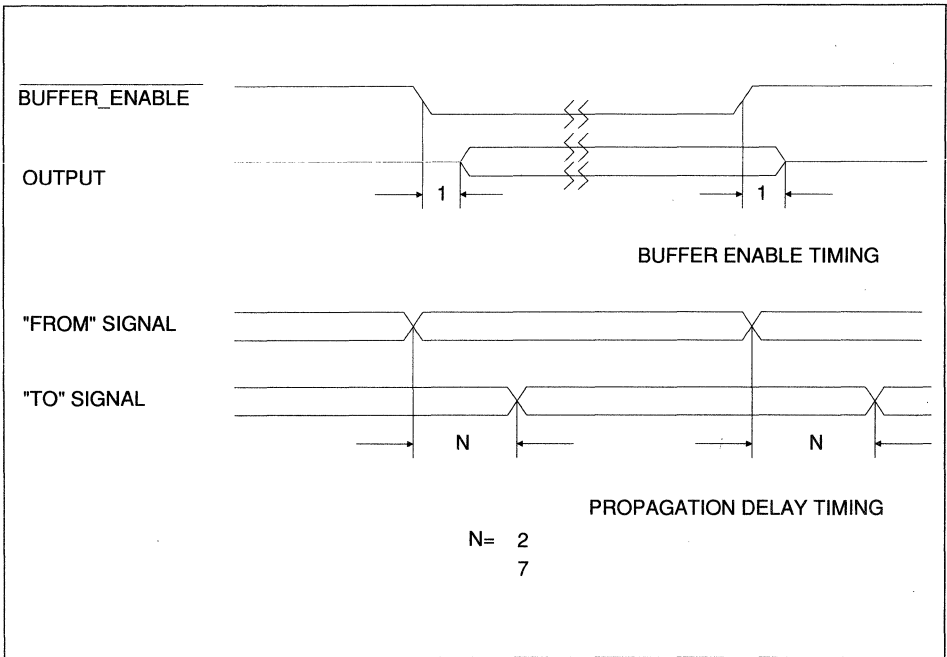 BUFFER_ENABLE
OUTPUT
1
1
BUFFER ENABLE TIMING
"FROM" SIGNAL
"TO" SIGNAL
N
N
PROPAGATION DELAY TIMING
N= 2
7